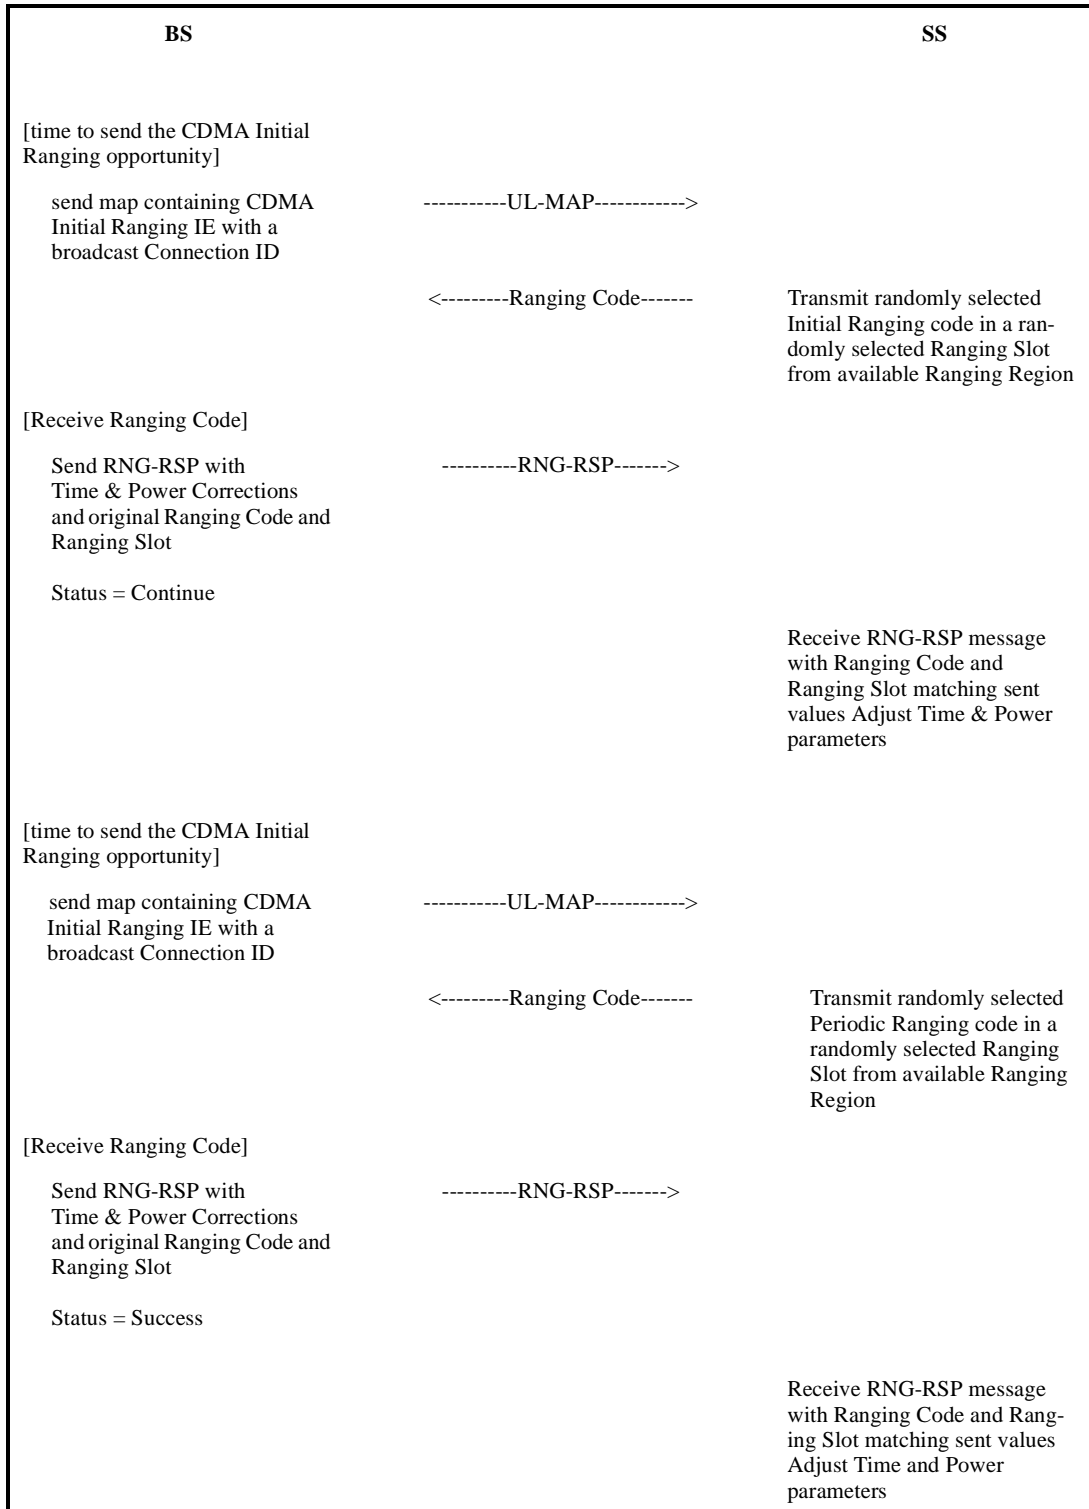 BS SS
[time to send the CDMA Initial
Ranging opportunity]
send map containing CDMA
Initial Ranging IE with a
broadcast Connection ID
-----------UL-MAP------------>
<---------Ranging Code-------
Transmit randomly selected
Initial Ranging code in a ran-
domly selected Ranging Slot
from available Ranging Region
[Receive Ranging Code]
Send RNG-RSP with
Time & Power Corrections
and original Ranging Code and
Ranging Slot
Status = Continue
----------RNG-RSP------->
Receive RNG-RSP message
with Ranging Code and
Ranging Slot matching sent
values Adjust Time & Power
parameters
[time to send the CDMA Initial
Ranging opportunity]
send map containing CDMA
Initial Ranging IE with a
broadcast Connection ID
-----------UL-MAP------------>
<---------Ranging Code-------
Transmit randomly selected
Periodic Ranging code in a
randomly selected Ranging
Slot from available Ranging
Region
[Receive Ranging Code]
Send RNG-RSP with
Time & Power Corrections
and original Ranging Code and
Ranging Slot
Status = Success
----------RNG-RSP------->
Receive RNG-RSP message
with Ranging Code and Rang-
ing Slot matching sent values
Adjust Time and Power
parameters